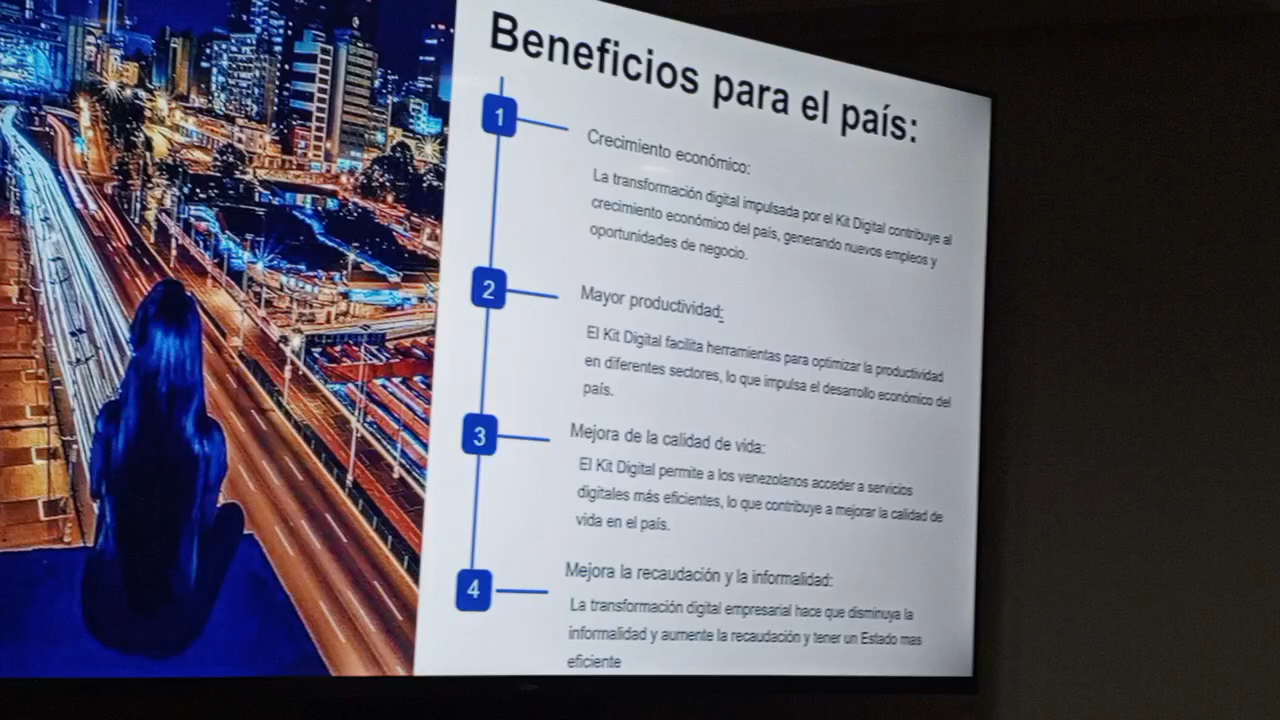 Beneficios para el país:
1
Crecimiento económico:
La transformación digital impulsada por el Kit Digital contribuye al
crecimiento económico del país, generando nuevos empleos y
oportunidades de negocio.
2
Mayor productividad:
El Kit Digital facilita herramientas para optimizar la productividad
en diferentes sectores, lo que impulsa el desarrollo económico del
país.
3
Mejora de la calidad de vida:
El Kit Digital permite a los venezolanos acceder a servicios
digitales más eficientes, lo que contribuye a mejorar la calidad de
vida en el país.
4
Mejora la recaudación y la informalidad:
La transformación digital empresarial hace que disminuya la
informalidad y aumente la recaudación y tener un Estado mas
eficiente